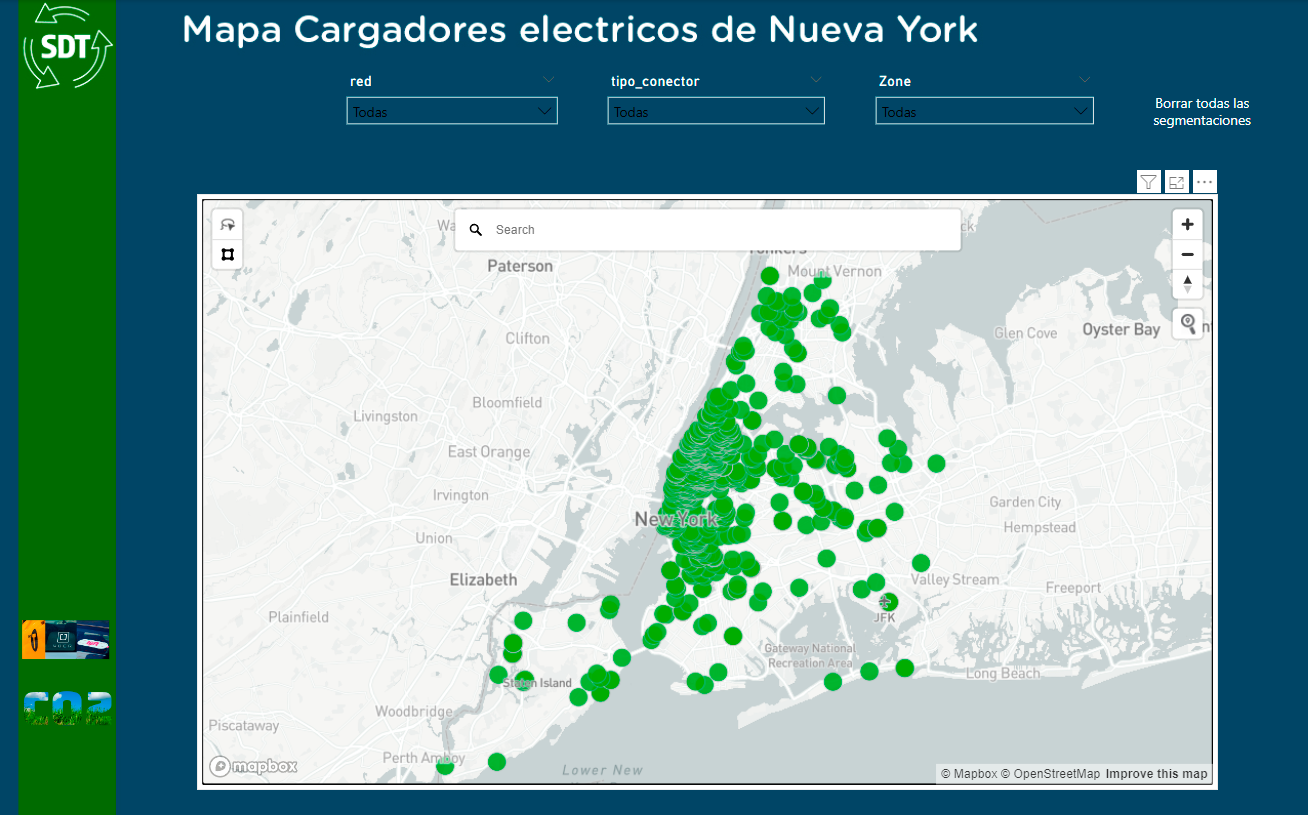 SDT
Mapa Cargadores electricos de Nueva York
red
tipo_conector
Zone
Todas
Todas
Todas
Borrar todas las
segmentaciones
Search
Paterson
Mount Vernon
Clifton
Glen Cove
Oyster Bay
Bloomfield
Livingston
East Orange
Irvington
Garden City
New York
Hempstead
Union
Elizabeth
Valley Stream
Freeport
Plainfield
JFK
Gateway National
Recreation Area
Long Beach
Staten Island
Woodbridge
Piscataway
Perth Amboy
Lower New
mapbox
© Mapbox © OpenStreetMap Improve this map